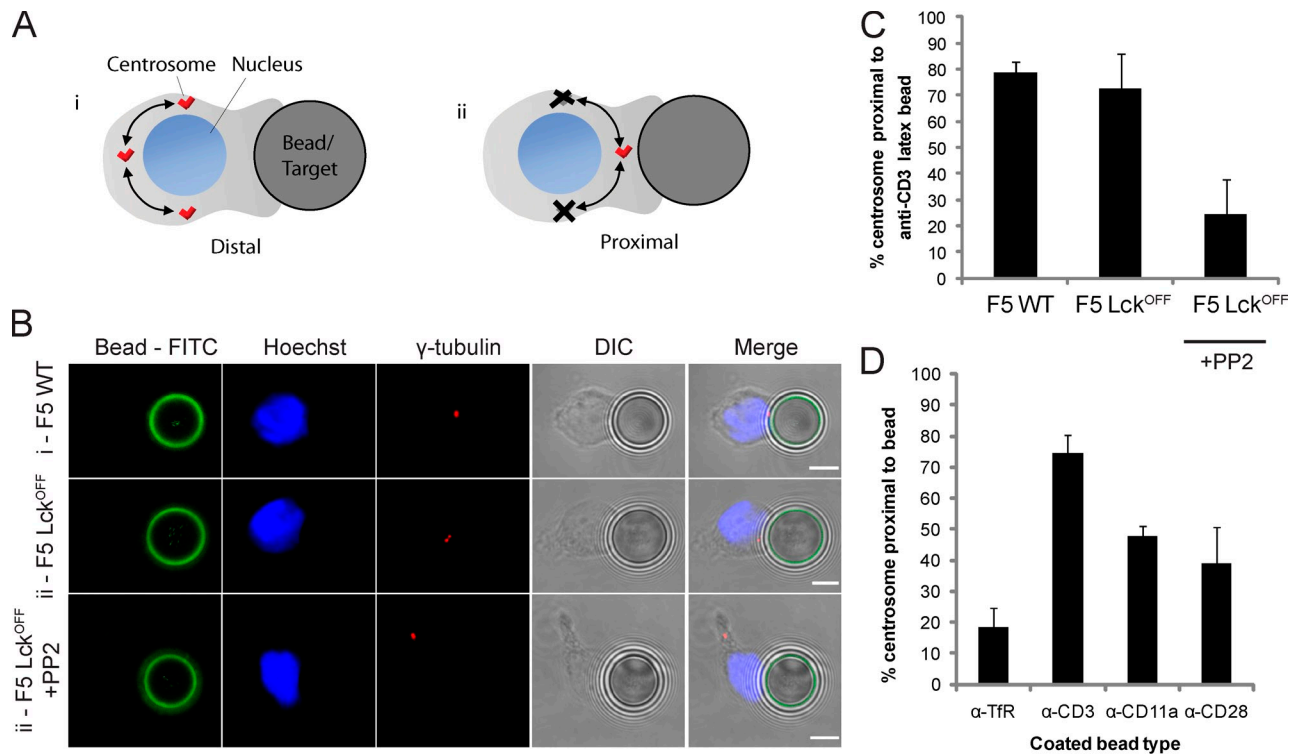 A
Centrosome
Nucleus
i
Bead/
Target
Distal
ii
Proximal
B
Bead - FITC
Hoechst
γ-tubulin
DIC
Merge
i - F5 WT
ii - F5 LckOFF
ii - F5 LckOFF
+PP2
C
% centrosome proximal to
anti-CD3 latex bead
90
80
70
60
50
40
30
20
10
0
F5 WT
F5 LckOFF
F5 LckOFF
+PP2
D
% centrosome proximal to bead
100
90
80
70
60
50
40
30
20
10
0
α-TfR
α-CD3
α-CD11a
α-CD28
Coated bead type